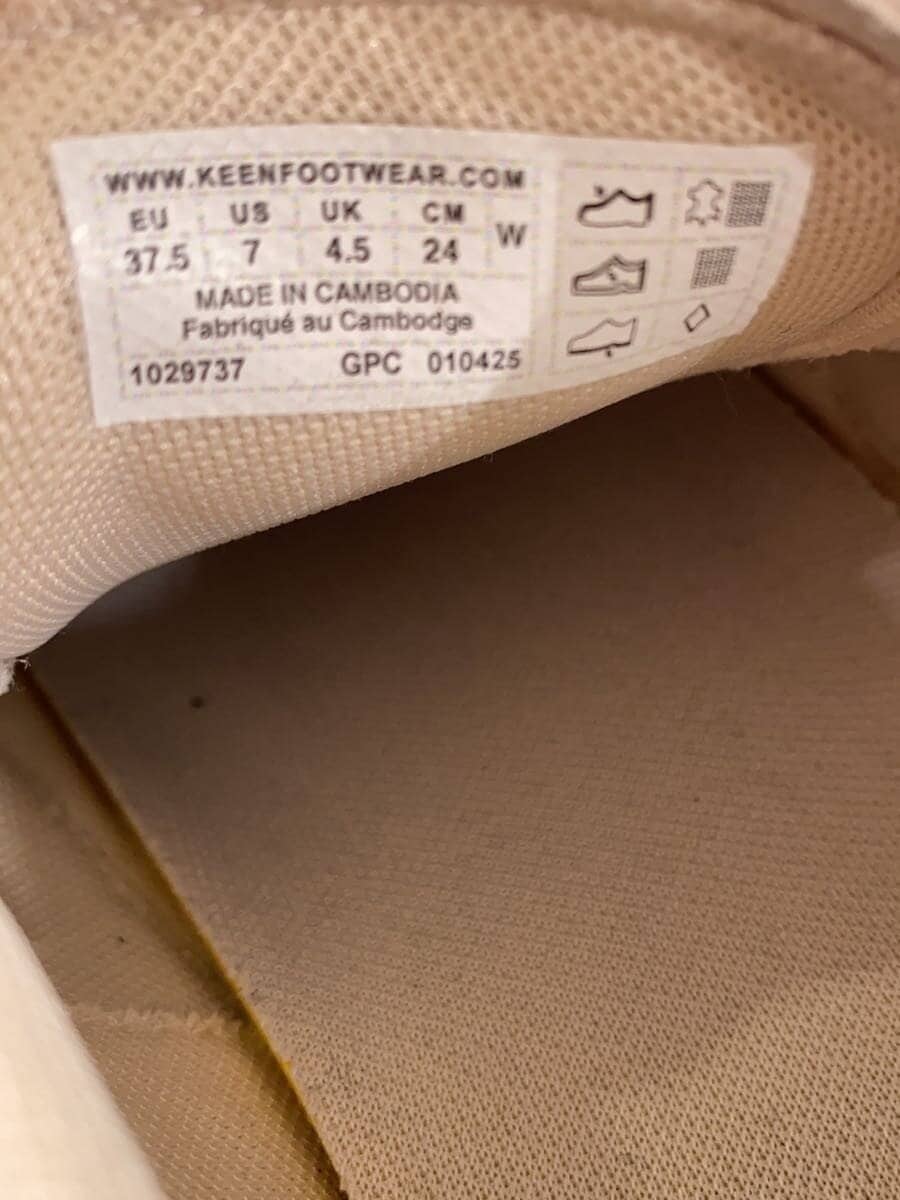 WWW.KEENFOOTWEAR.COM
EU US UK CM W
37.5 7 4.5 24
MADE IN CAMBODIA
Fabriqué au Cambodge
1029737 GPC 010425